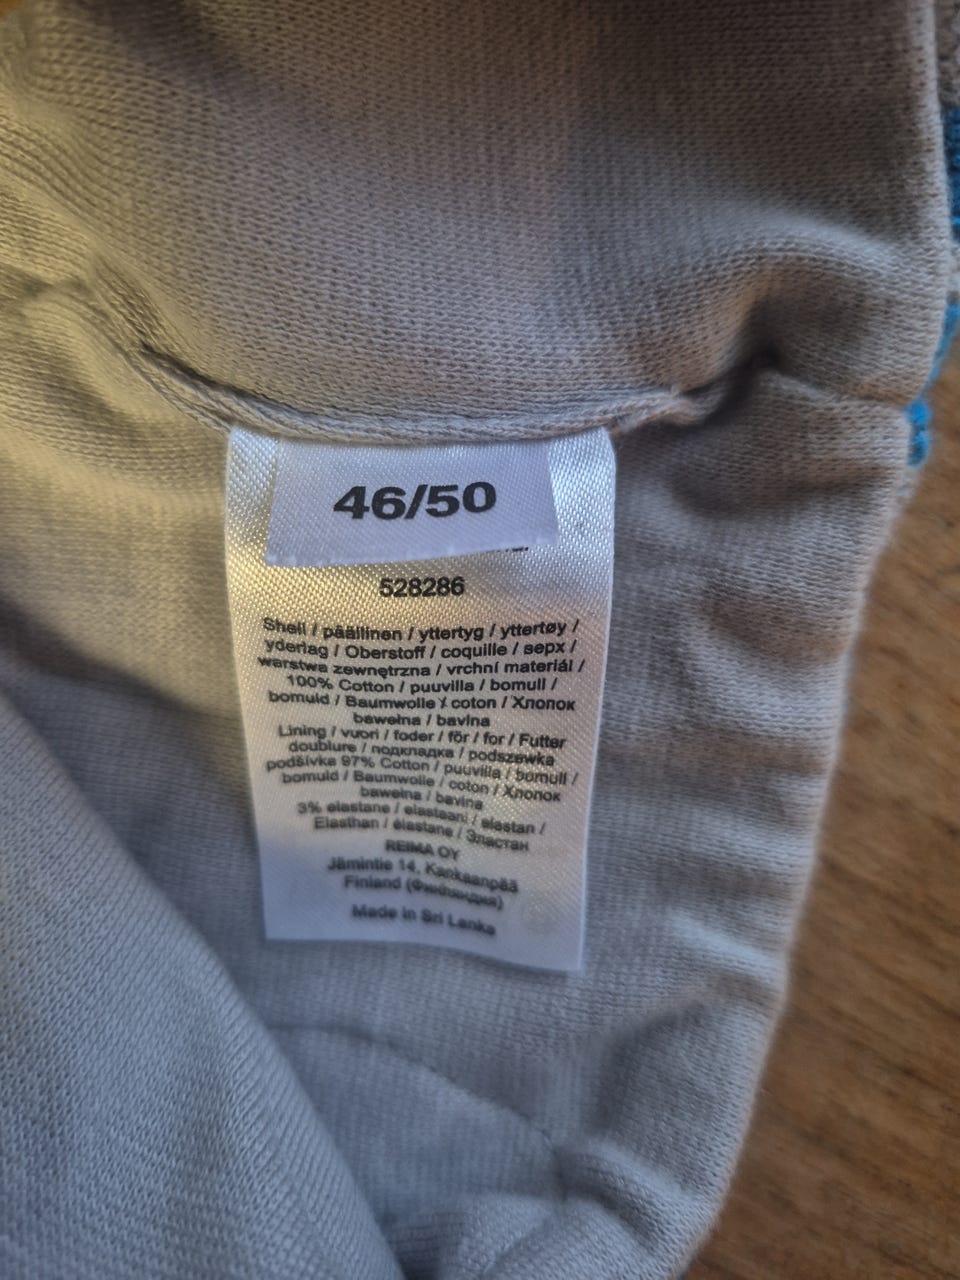 46/50
528286
Shell / päällinen / yttertyg / yttertøy /
yderlag / Oberstoff / coquille / верх /
warstwa zewnętrzna / vrchní materiál /
100% Cotton / puuvilla / bomull /
bomuld / Baumwolle / coton / Хлопок
bawełna / bavlna
Lining / vuori / foder / fôr / for / Futter
doublure / подкладка / podszewka
podšívka 97% Cotton / puuvilla / bomull /
bomuld / Baumwolle / coton / Хлопок
bawełna / bavlna
3% elastane / elastaani / elastan /
Elasthan / élastane / Эластан
REIMA OY
Jämintie 14, Kankaanpää
Finland (Финляндия)
Made in Sri Lanka